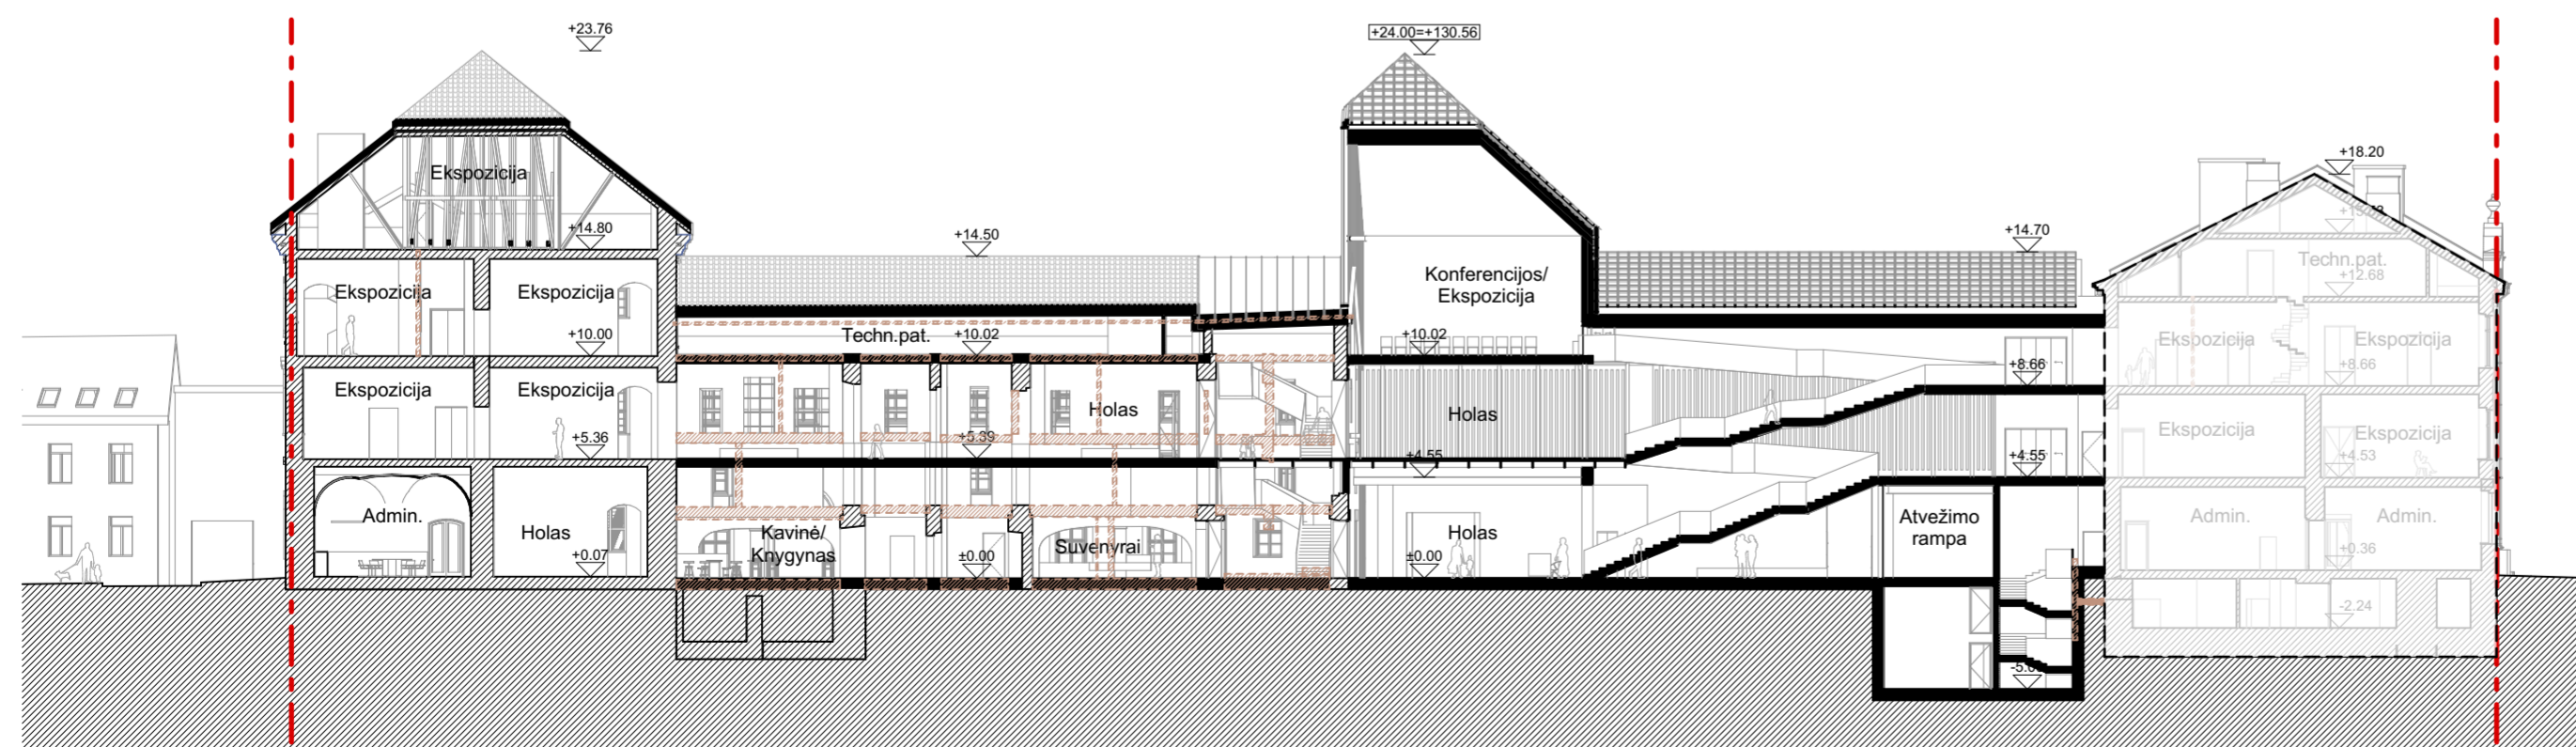 +23.76
+24.00=+130.56
+18.20
Ekspozicija
+14.80
+14.50
+14.70
Konferencijos/
Ekspozicija
Techn.pat.
+12.68
Ekspozicija
Ekspozicija
+10.00
Techn.pat.
+10.02
+10.02
Ekspozicija
Ekspozicija
+8.66
+8.66
Ekspozicija
Ekspozicija
Holas
Holas
Ekspozicija
Ekspozicija
+5.36
+5.39
+4.55
+4.55
+4.53
Admin.
Holas
+0.07
Kavinė/
Knygynas
±0.00
Suvenyrai
Holas
±0.00
Atvežimo
rampa
Admin.
Admin.
+0.36
-2.24